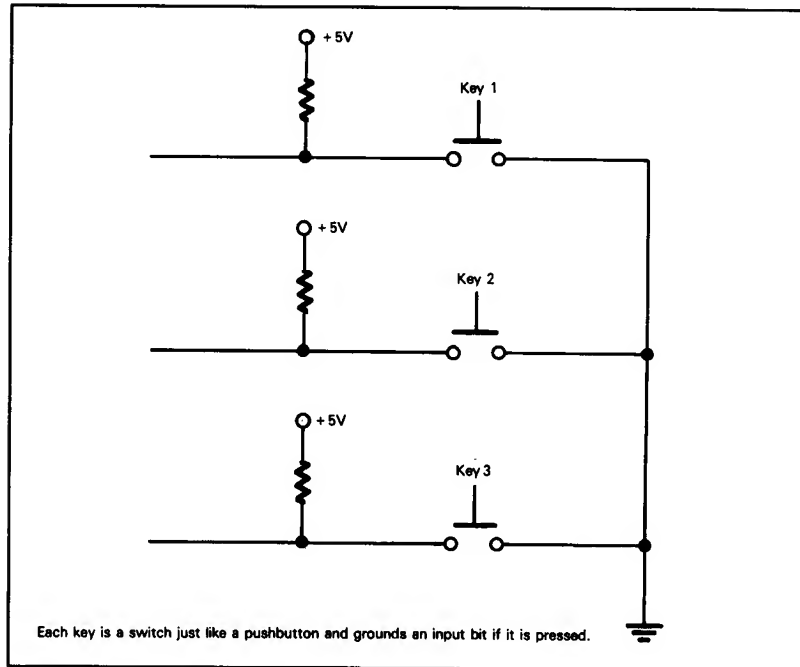 + 5V
Key 1
+ 5V
Key 2
+ 5V
Key 3
Each key is a switch just like a pushbutton and grounds an input bit if it is pressed.